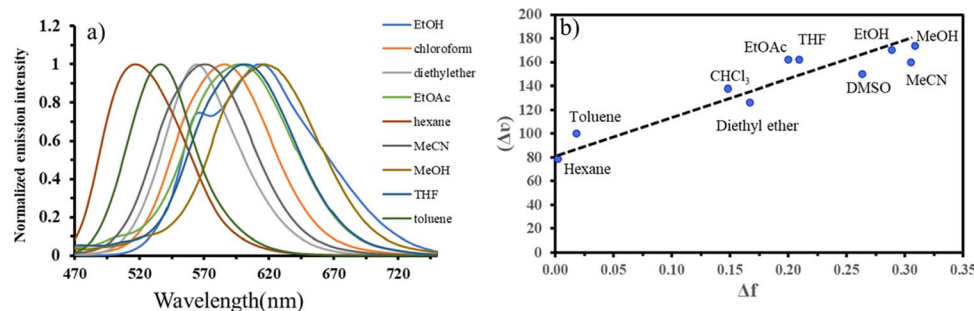 a)
Normalized emission intensity
1.2
1
0.8
0.6
0.4
0.2
0
470
520
570
620
670
720
Wavelength(nm)
EtOH
chloroform
diethylether
EtOAc
hexane
MeCN
MeOH
THF
toluene
b)
(Δυ)
200
180
160
140
120
100
80
60
40
20
0
Hexane
Toluene
CHCl₃
Diethyl ether
EtOAc
THF
DMSO
EtOH
MeOH
MeCN
0.00
0.05
0.10
0.15
0.20
0.25
0.30
0.35
Δf